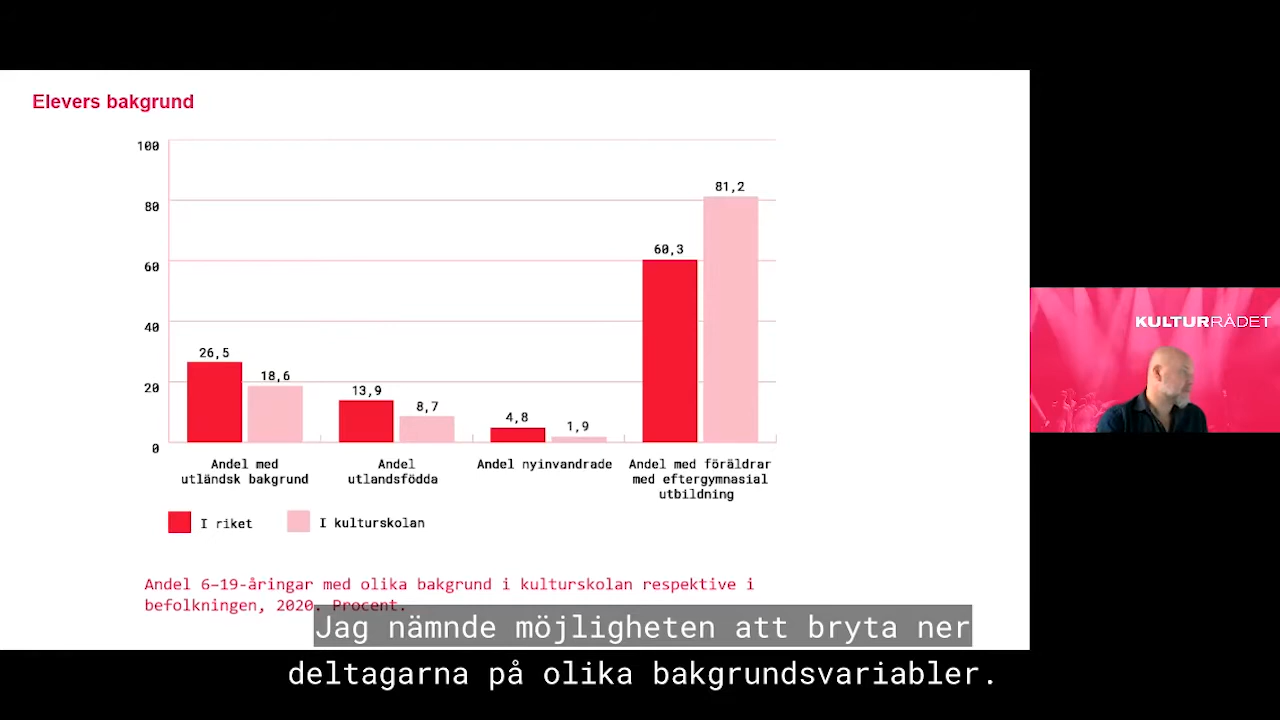 Elevers bakgrund
100
80
60
40
20
0
26,5
18,6
13,9
8,7
4,8
1,9
60,3
81,2
Andel med
utländsk bakgrund
Andel
utlandsfödda
Andel nyinvandrade
Andel med föräldrar
med eftergymnasial
utbildning
I riket
I kulturskolan
Andel 6–19-åringar med olika bakgrund i kulturskolan respektive i
befolkningen, 2020. Procent.
KULTURRÅDET
Jag nämnde möjligheten att bryta ner
deltagarna på olika bakgrundsvariabler.